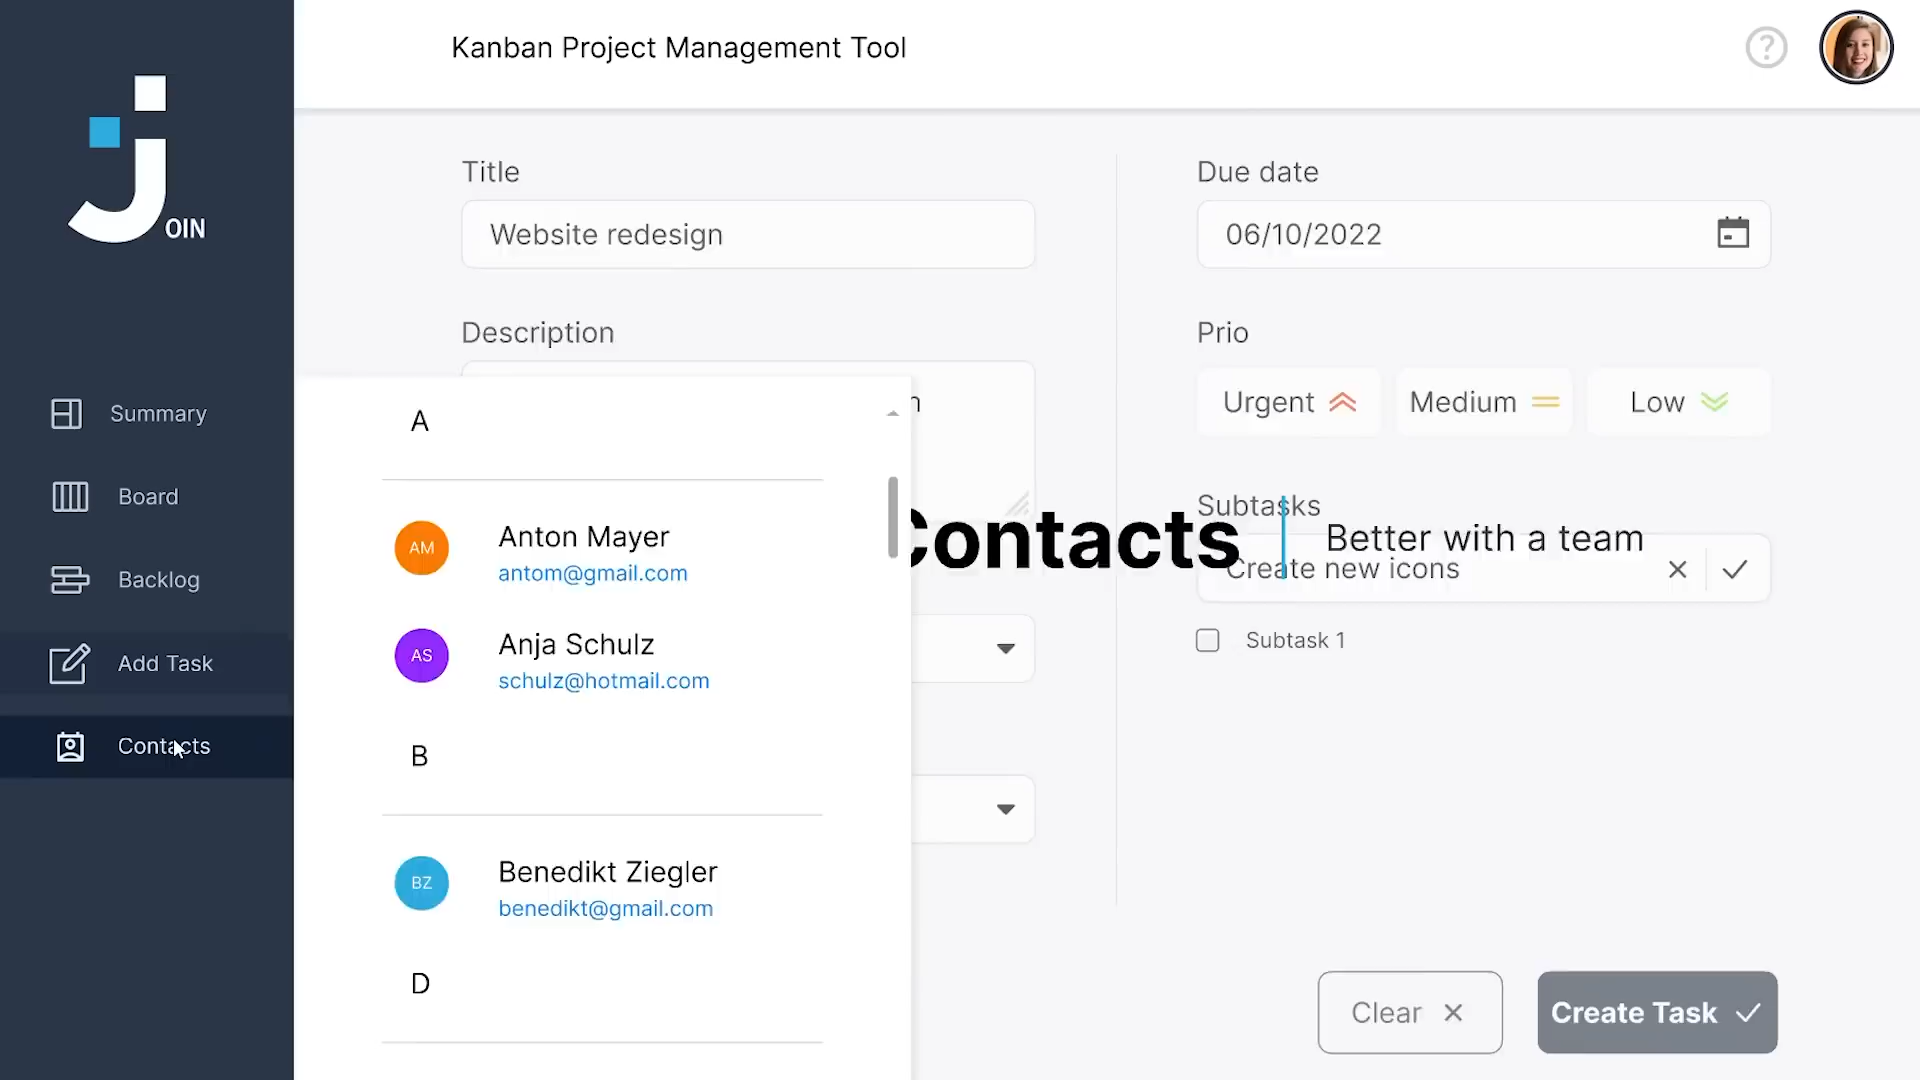 Kanban Project Management Tool
OIN
Summary
Board
Backlog
Add Task
Contacts
Title
Website redesign
Description
A
AM
Anton Mayer
antom@gmail.com
AS
Anja Schulz
schulz@hotmail.com
B
BZ
Benedikt Ziegler
benedikt@gmail.com
D
Contacts
Better with a team
Due date
06/10/2022
Prio
Urgent
Medium
Low
Subtasks
Create new icons
Subtask 1
Clear
Create Task